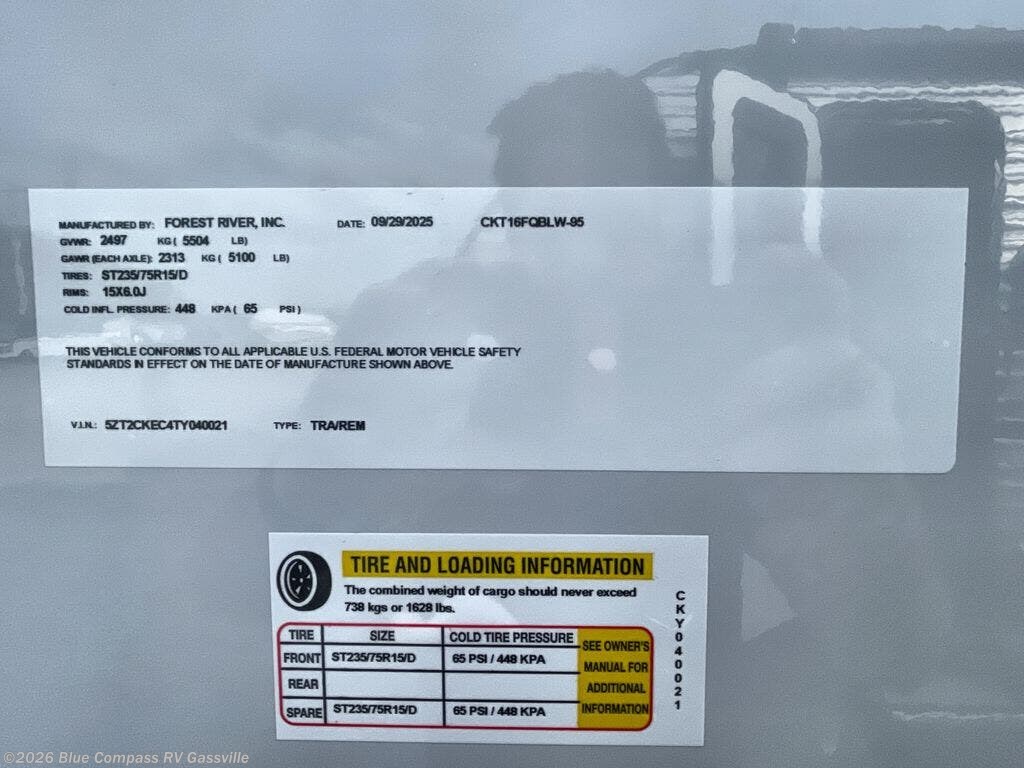 MANUFACTURED BY: FOREST RIVER, INC. DATE: 09/29/2025 CKT16FQBLW-95
GVWR: 2497 KG ( 5504 LB)
GAWR (EACH AXLE): 2313 KG ( 5100 LB)
TIRES: ST235/75R15/D
RIMS: 15X6.0J
COLD INFL. PRESSURE: 448 KPA ( 65 PSI )
THIS VEHICLE CONFORMS TO ALL APPLICABLE U.S. FEDERAL MOTOR VEHICLE SAFETY
STANDARDS IN EFFECT ON THE DATE OF MANUFACTURE SHOWN ABOVE.
V.I.N.: 5ZT2CKEC4TY040021 TYPE: TRA/REM
TIRE AND LOADING INFORMATION
The combined weight of cargo should never exceed
738 kgs or 1628 lbs.
TIRE SIZE COLD TIRE PRESSURE
FRONT ST235/75R15/D 65 PSI / 448 KPA
REAR
SPARE ST235/75R15/D 65 PSI / 448 KPA
SEE OWNER'S
MANUAL FOR
ADDITIONAL
INFORMATION
CKY040021
©2026 Blue Compass RV Gassville